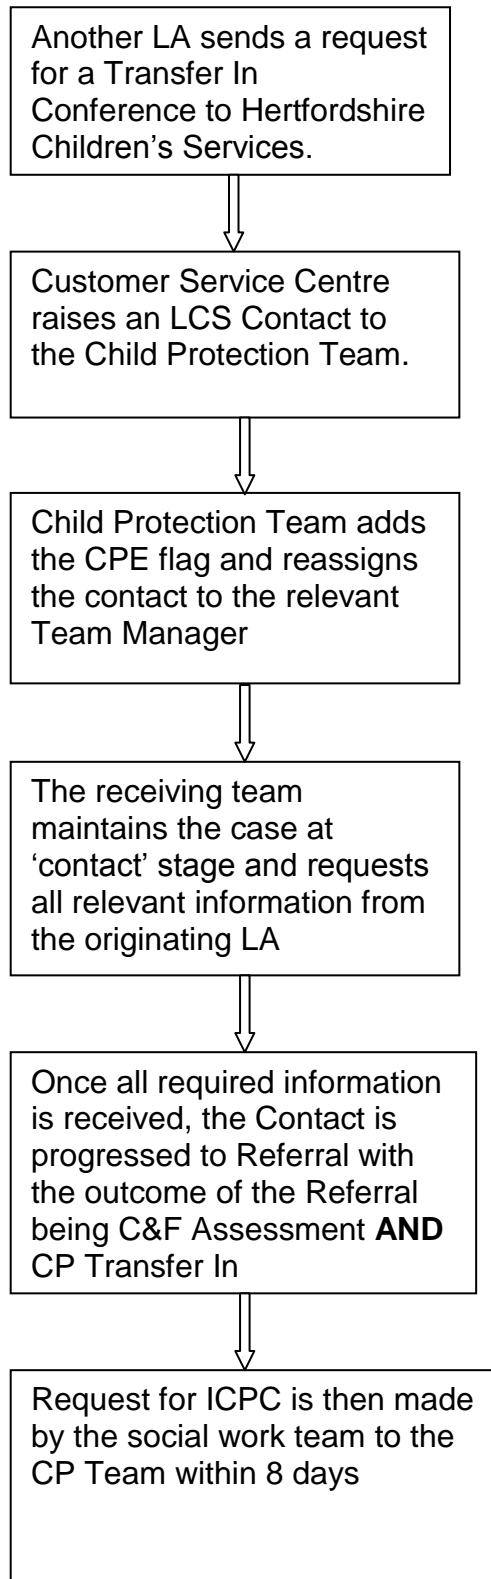 Another LA sends a request
for a Transfer In
Conference to Hertfordshire
Children’s Services.
Customer Service Centre
raises an LCS Contact to
the Child Protection Team.
Child Protection Team adds
the CPE flag and reassigns
the contact to the relevant
Team Manager
The receiving team
maintains the case at
‘contact’ stage and requests
all relevant information from
the originating LA
Once all required information
is received, the Contact is
progressed to Referral with
the outcome of the Referral
being C&F Assessment AND
CP Transfer In
Request for ICPC is then made
by the social work team to the
CP Team within 8 days